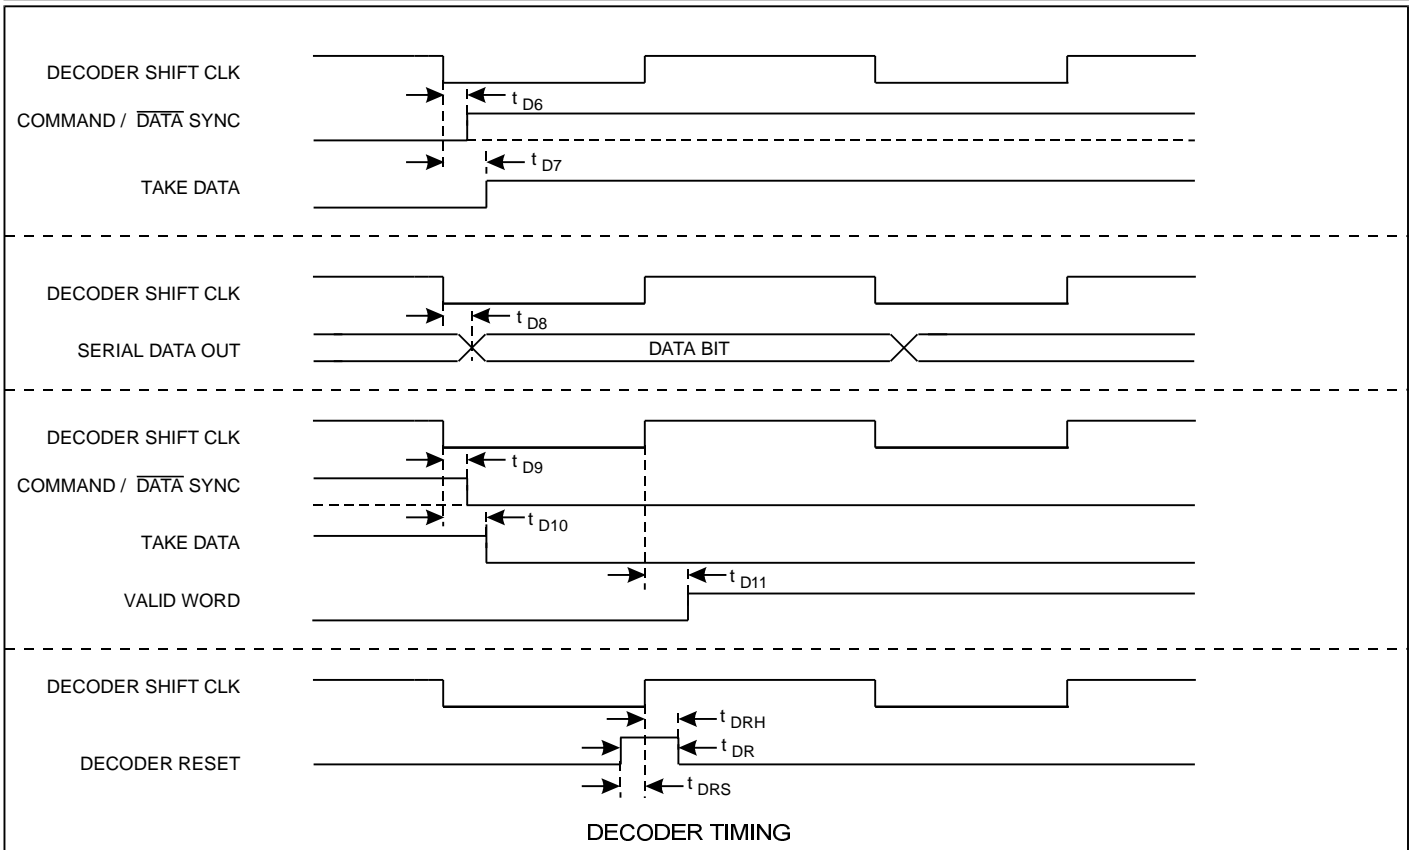 DECODER SHIFT CLK
t D6
COMMAND / DATA SYNC
t D7
TAKE DATA
DECODER SHIFT CLK
t D8
SERIAL DATA OUT
DATA BIT
DECODER SHIFT CLK
t D9
COMMAND / DATA SYNC
t D10
TAKE DATA
t D11
VALID WORD
DECODER SHIFT CLK
t DRH
t DR
DECODER RESET
t DRS
DECODER TIMING